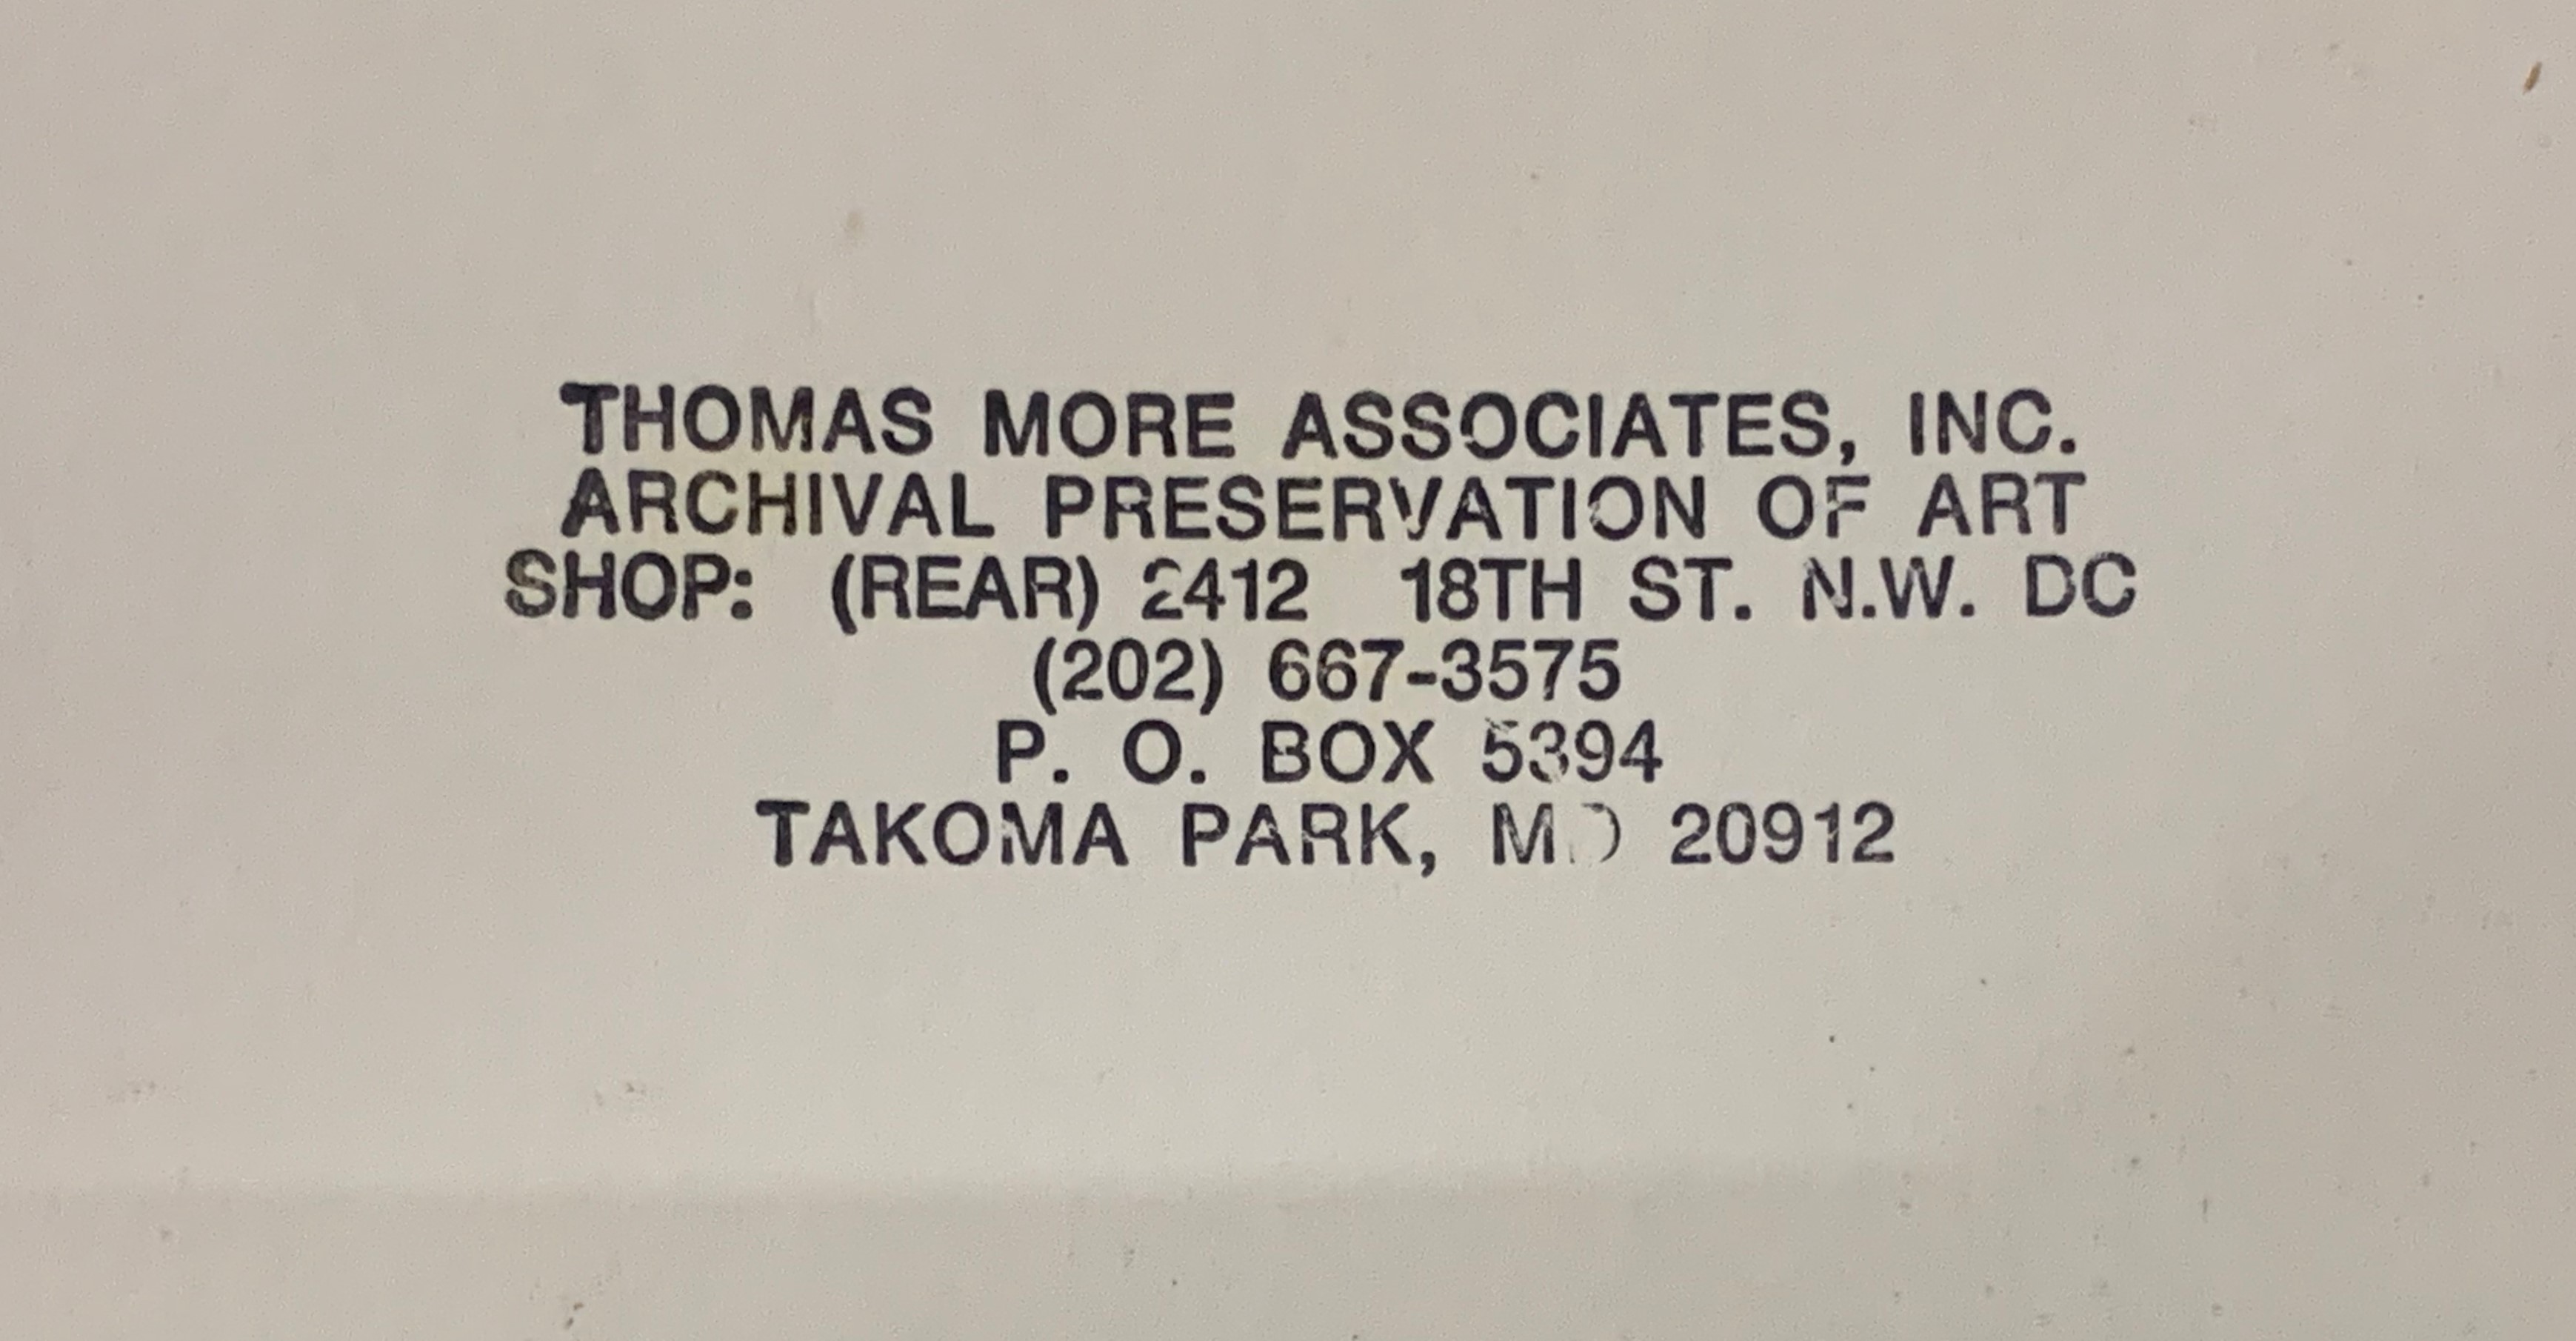 THOMAS MORE ASSOCIATES, INC.
ARCHIVAL PRESERVATION OF ART
SHOP: (REAR) 2412 18TH ST. N.W. DC
(202) 667-3575
P. O. BOX 5394
TAKOMA PARK, MD 20912